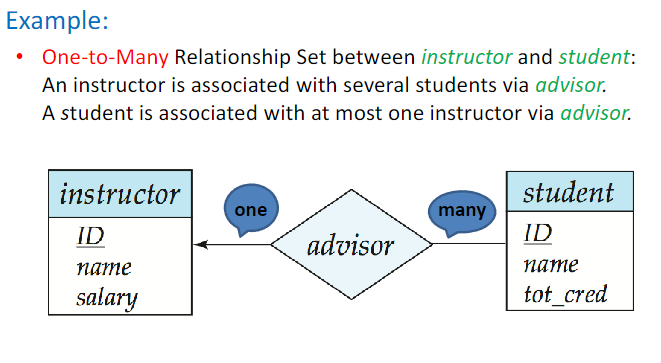 Example:
• One-to-Many Relationship Set between instructor and student:
An instructor is associated with several students via advisor.
A student is associated with at most one instructor via advisor.
instructor
ID
name
salary
one
advisor
many
student
ID
name
tot_cred